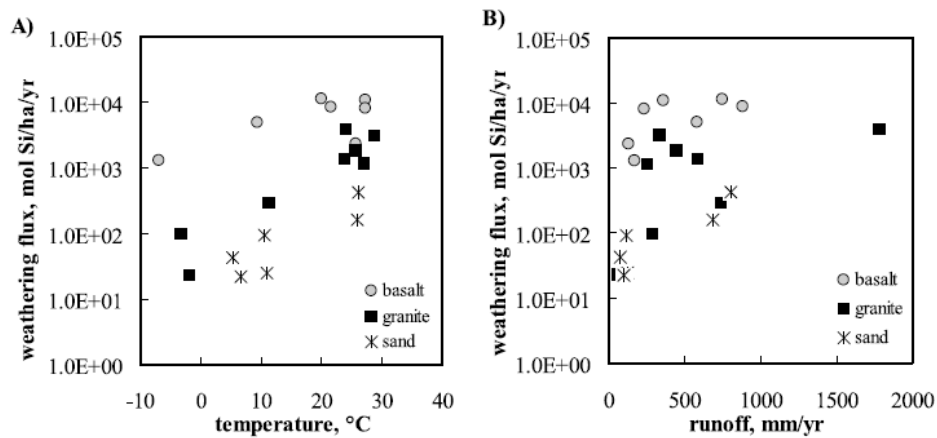 A)
1.0E+05
1.0E+04
1.0E+03
1.0E+02
1.0E+01
1.0E+00
weathering flux, mol Si/ha/yr
-10 0 10 20 30 40
temperature, °C
basalt
granite
sand
B)
1.0E+05
1.0E+04
1.0E+03
1.0E+02
1.0E+01
1.0E+00
weathering flux, mol Si/ha/yr
0 500 1000 1500 2000
runoff, mm/yr
basalt
granite
sand